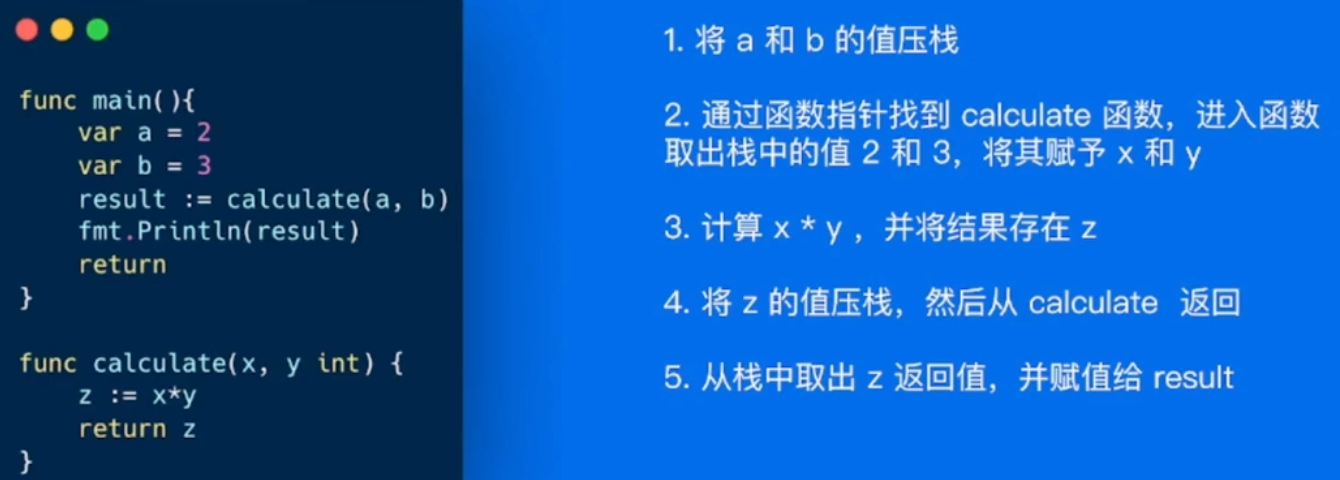 func main(){
    var a = 2
    var b = 3
    result := calculate(a, b)
    fmt.Println(result)
    return
}
func calculate(x, y int) {
    z := x*y
    return z
}
1. 将 a 和 b 的值压栈
2. 通过函数指针找到 calculate 函数，进入函数
取出栈中的值 2 和 3，将其赋予 x 和 y
3. 计算 x * y ，并将结果存在 z
4. 将 z 的值压栈，然后从 calculate 返回
5. 从栈中取出 z 返回值，并赋值给 result